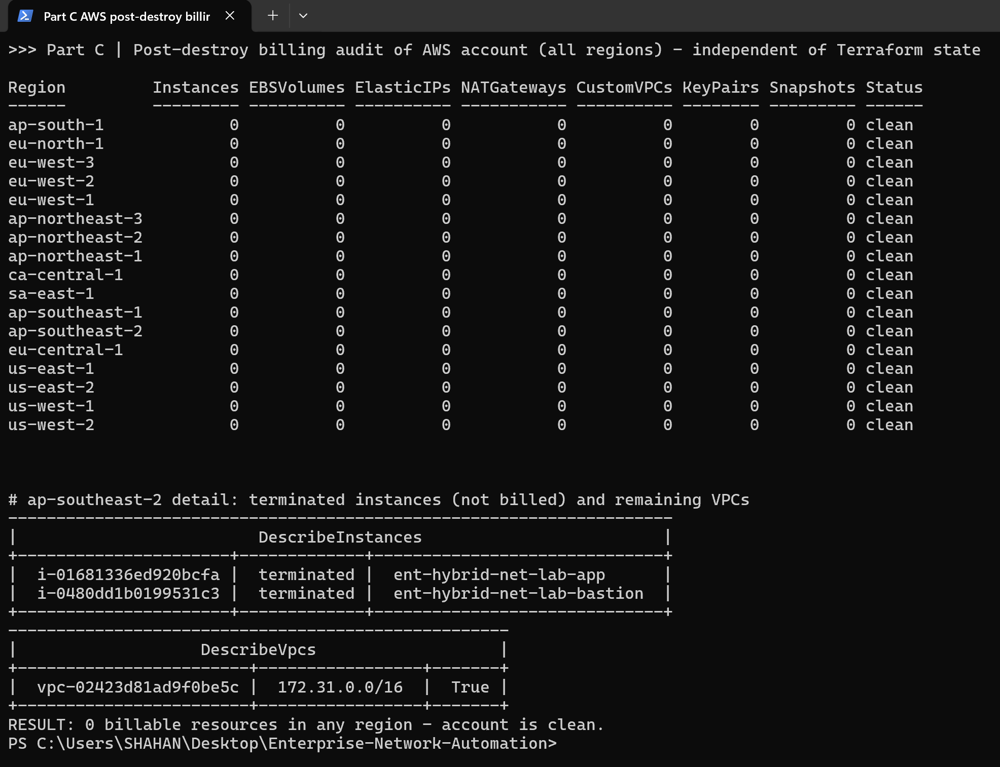 Part C AWS post-destroy billir
>>> Part C | Post-destroy billing audit of AWS account (all regions) - independent of Terraform state
Region Instances EBSVolumes ElasticIPs NATGateways CustomVPCs KeyPairs Snapshots Status
------ --------- ---------- ---------- ----------- ---------- -------- --------- ------
ap-south-1 0 0 0 0 0 0 0 clean
eu-north-1 0 0 0 0 0 0 0 clean
eu-west-3 0 0 0 0 0 0 0 clean
eu-west-2 0 0 0 0 0 0 0 clean
eu-west-1 0 0 0 0 0 0 0 clean
ap-northeast-3 0 0 0 0 0 0 0 clean
ap-northeast-2 0 0 0 0 0 0 0 clean
ap-northeast-1 0 0 0 0 0 0 0 clean
ca-central-1 0 0 0 0 0 0 0 clean
sa-east-1 0 0 0 0 0 0 0 clean
ap-southeast-1 0 0 0 0 0 0 0 clean
ap-southeast-2 0 0 0 0 0 0 0 clean
eu-central-1 0 0 0 0 0 0 0 clean
us-east-1 0 0 0 0 0 0 0 clean
us-east-2 0 0 0 0 0 0 0 clean
us-west-1 0 0 0 0 0 0 0 clean
us-west-2 0 0 0 0 0 0 0 clean
# ap-southeast-2 detail: terminated instances (not billed) and remaining VPCs
---------------------------------------------------------------------
| DescribeInstances |
+----------------------+-------------+------------------------------+
| i-01681336ed920bcfa | terminated | ent-hybrid-net-lab-app |
| i-0480dd1b0199531c3 | terminated | ent-hybrid-net-lab-bastion |
+----------------------+-------------+------------------------------+
----------------------------------------------------
| DescribeVpcs |
+------------------------+-----------------+-------+
| vpc-02423d81ad9f0be5c | 172.31.0.0/16 | True |
+------------------------+-----------------+-------+
RESULT: 0 billable resources in any region - account is clean.
PS C:\Users\SHAHAN\Desktop\Enterprise-Network-Automation>